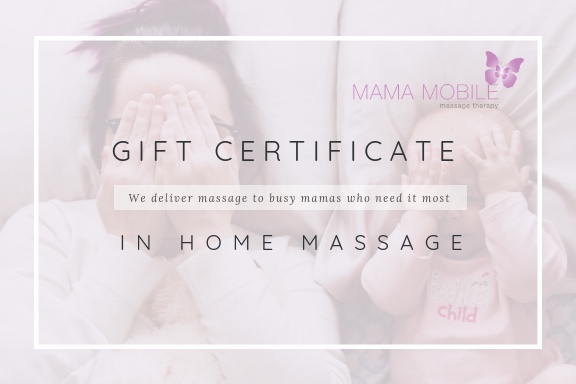 MAMA MOBILE
massage therapy
GIFT CERTIFICATE
We deliver massage to busy mamas who need it most
IN HOME MASSAGE
child